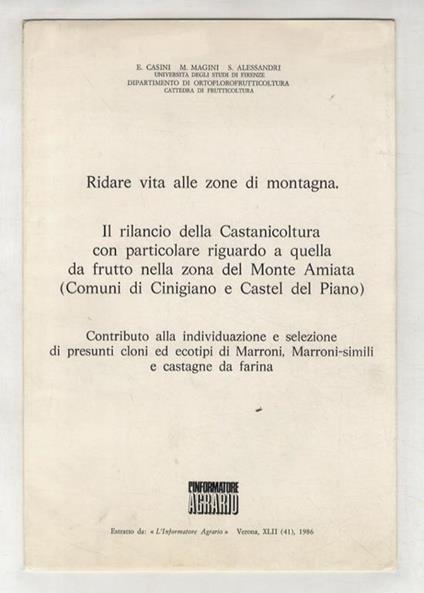 E. CASINI M. MAGINI S. ALESSANDRI
UNIVERSITÀ DEGLI STUDI DI FIRENZE
DIPARTIMENTO DI ORTOFLOROFRUTTICOLTURA
CATTEDRA DI FRUTTICOLTURA
Ridare vita alle zone di montagna.
Il rilancio della Castanicoltura
con particolare riguardo a quella
da frutto nella zona del Monte Amiata
(Comuni di Cinigiano e Castel del Piano)
Contributo alla individuazione e selezione
di presunti cloni ed ecotipi di Marroni, Marroni-simili
e castagne da farina
L'INFORMATORE
AGRARIO
Estratto da: « L'Informatore Agrario » Verona, XLII (41), 1986